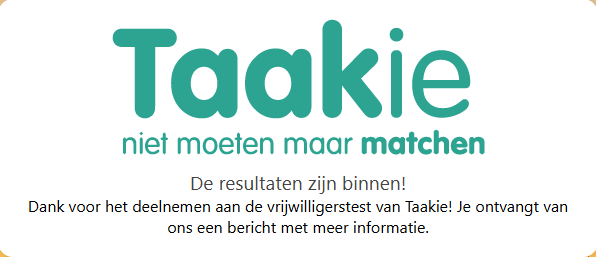 Taakie
niet moeten maar matchen
De resultaten zijn binnen!
Dank voor het deelnemen aan de vrijwilligerstest van Taakie! Je ontvangt van
ons een bericht met meer informatie.